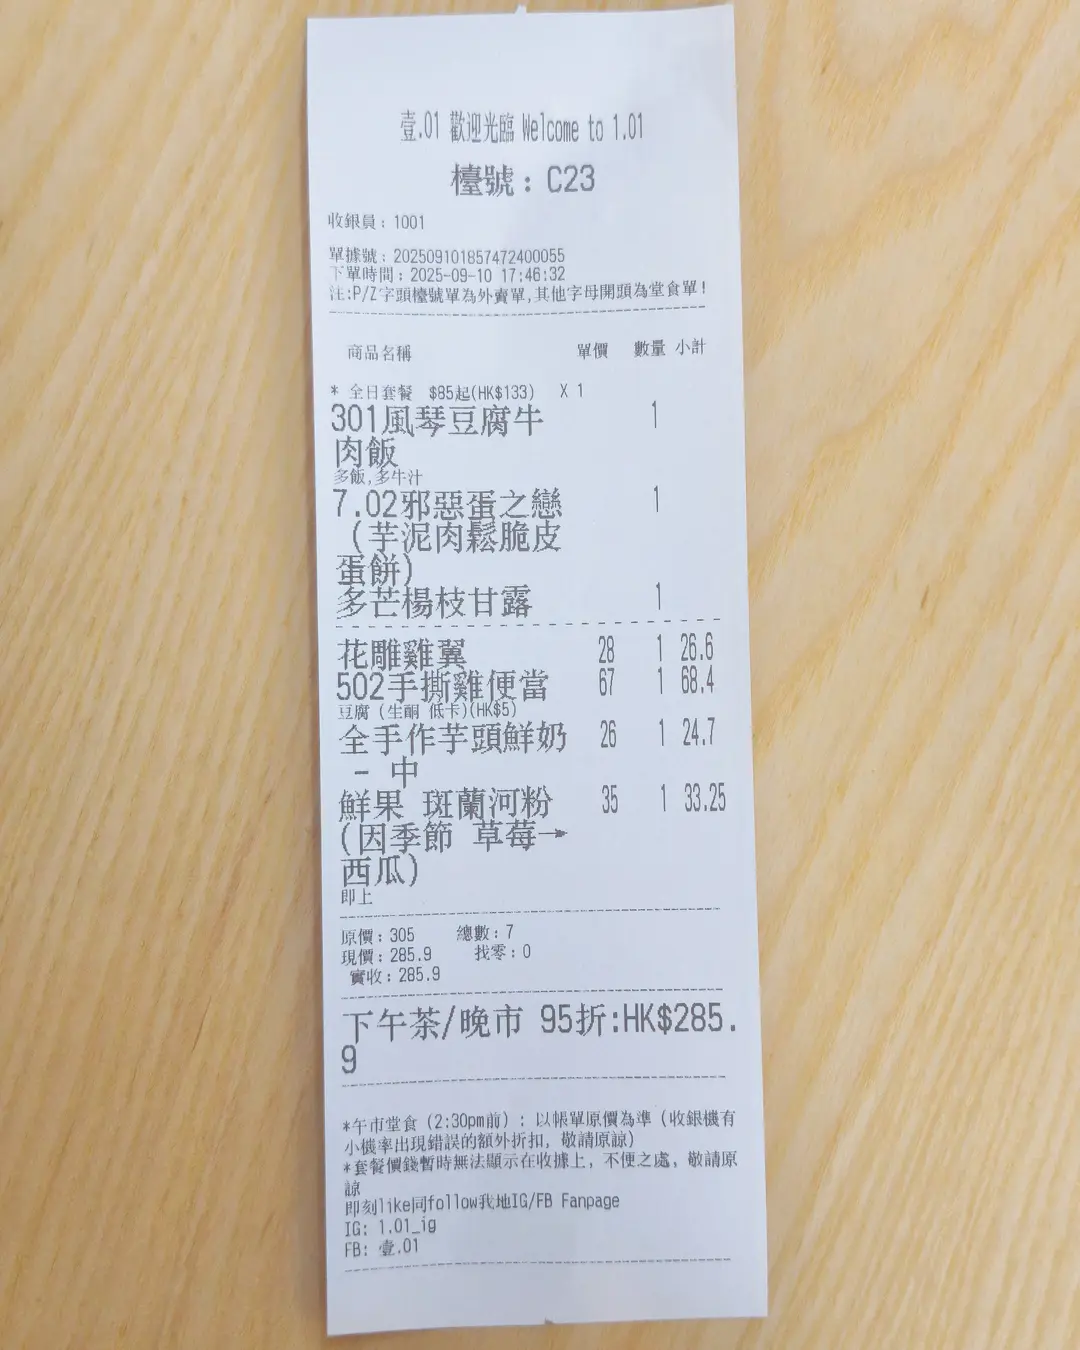 壹.01 歡迎光臨 Welcome to 1.01
檯號: C23
收銀員: 1001
單據號: 202509101857472400055
下單時間: 2025-09-10 17:46:32
注:P/Z字頭檯號單為外賣單,其他字母開頭為堂食單!
商品名稱 單價 數量 小計
* 全日套餐 $85起(HK$133) X 1
301風琴豆腐牛 1
肉飯
多飯,多牛汁
7.02邪惡蛋之戀 1
(芋泥肉鬆脆皮
蛋餅)
多芒楊枝甘露 1
花雕雞翼 28 1 26.6
502手撕雞便當 67 1 68.4
豆腐 (生酮 低卡)(HK$5)
全手作芋頭鮮奶 26 1 24.7
- 中
鮮果 斑蘭河粉 35 1 33.25
(因季節 草莓→
西瓜)
即上
原價: 305 總數: 7
現價: 285.9 找零: 0
實收: 285.9
下午茶/晚市 95折:HK$285.
9
*午市堂食 (2:30pm前) : 以帳單原價為準 (收銀機有
小機率出現錯誤的額外折扣, 敬請原諒)
*套餐價錢暫時無法顯示在收據上, 不便之處, 敬請原
諒
即刻like同follow我地IG/FB Fanpage
IG: 1.01_ig
FB: 壹.01